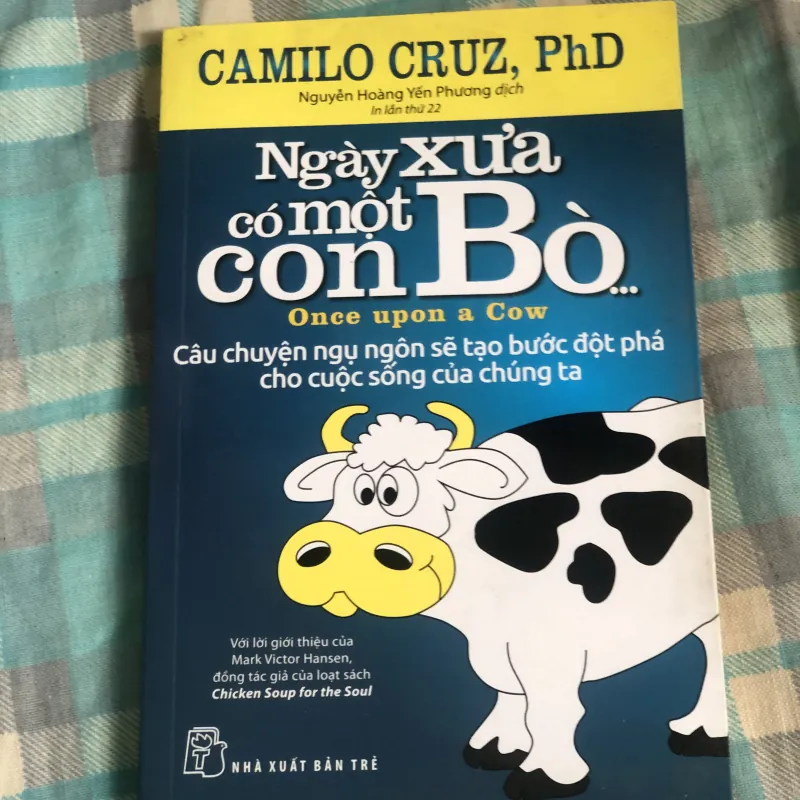 CAMILO CRUZ, PhD
Nguyễn Hoàng Yến Phương dịch
In lần thứ 22
Ngày xưa
có một
con Bò...
Once upon a Cow
Câu chuyện ngụ ngôn sẽ tạo bước đột phá
cho cuộc sống của chúng ta
Với lời giới thiệu của
Mark Victor Hansen,
đồng tác giả của loạt sách
Chicken Soup for the Soul
T
NHÀ XUẤT BẢN TRẺ